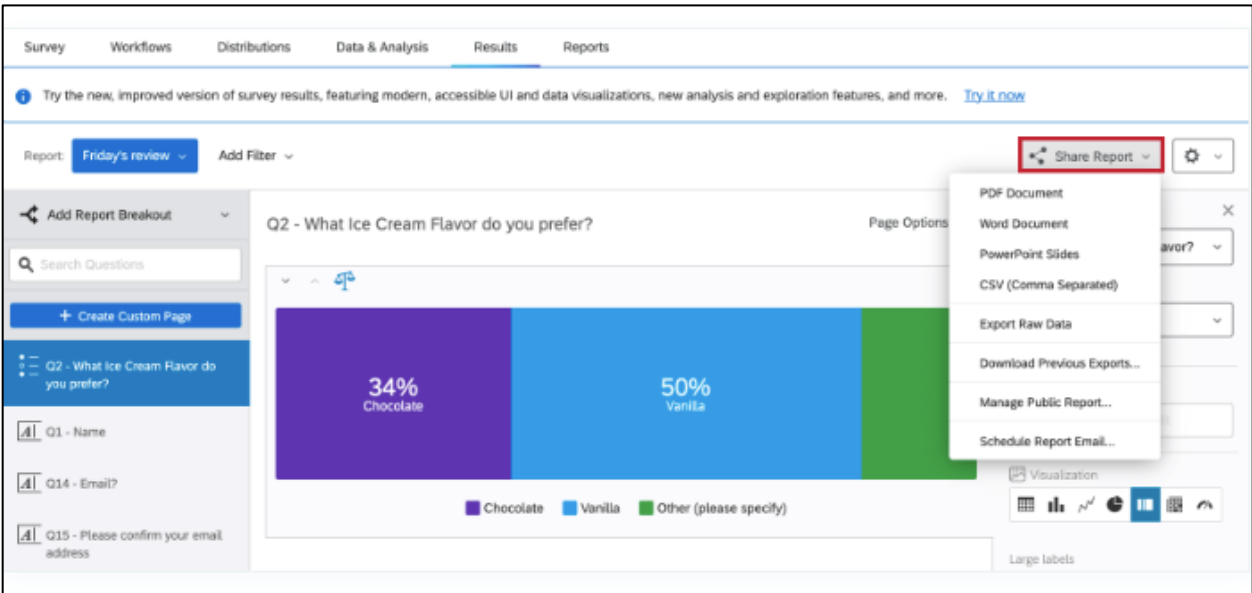 Survey Workflows Distributions Data & Analysis Results Reports
Try the new, improved version of survey results, featuring modern, accessible UI and data visualizations, new analysis and exploration features, and more. Try it now
Report: Friday's review Add Filter Share Report
Add Report Breakout
Search Questions
+ Create Custom Page
Q2 - What Ice Cream Flavor do
you prefer?
Q1 - Name
Q14 - Email?
Q15 - Please confirm your email
address
Q2 - What Ice Cream Flavor do you prefer?
Page Options
34%
Chocolate
50%
Vanilla
Chocolate Vanilla Other (please specify)
PDF Document
Word Document
PowerPoint Slides
CSV (Comma Separated)
Export Raw Data
Download Previous Exports...
Manage Public Report...
Schedule Report Email...
avor?
Visualization
Large labels